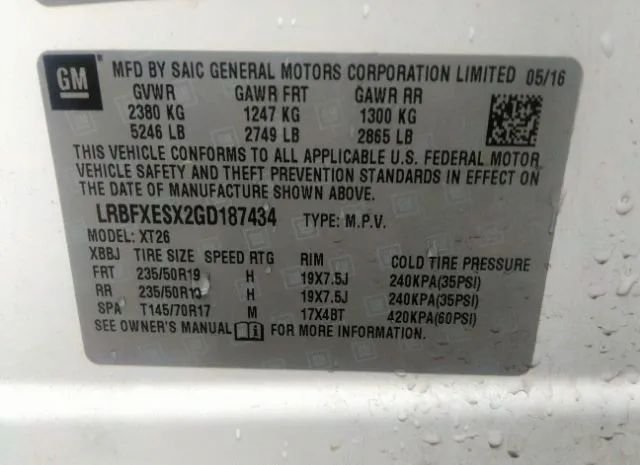 GM
MFD BY SAIC GENERAL MOTORS CORPORATION LIMITED 05/16
GVWR GAWR FRT GAWR RR
2380 KG 1247 KG 1300 KG
5246 LB 2749 LB 2865 LB
THIS VEHICLE CONFORMS TO ALL APPLICABLE U.S. FEDERAL MOTOR
VEHICLE SAFETY AND THEFT PREVENTION STANDARDS IN EFFECT ON
THE DATE OF MANUFACTURE SHOWN ABOVE.
LRBFXESX2GD187434 TYPE: M.P.V.
MODEL: XT26
XBBJ TIRE SIZE SPEED RTG RIM COLD TIRE PRESSURE
FRT 235/50R19 H 19X7.5J 240KPA(35PSI)
RR 235/50R19 H 19X7.5J 240KPA(35PSI)
SPA T145/70R17 M 17X4BT 420KPA(60PSI)
SEE OWNER'S MANUAL FOR MORE INFORMATION.